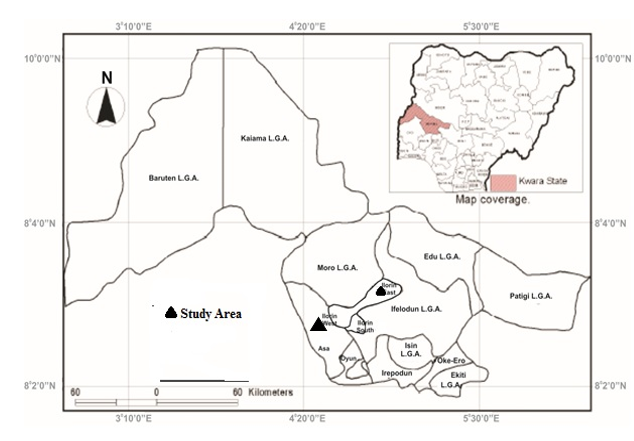 3°10'0"E 4°20'0"E 5°30'0"E
10°0'0"N
10°0'0"N
N
Kaiama L.G.A.
Baruten L.G.A.
Kwara State
Map coverage.
8°4'0"N
8°4'0"N
Edu L.G.A.
Moro L.G.A.
Ilorin
East
Patigi L.G.A.
Ifelodun L.G.A.
Study Area
Ilorin
West
Ilorin
South
Asa
Oyun
Isin
L.G.A.
Oke-Ero
Irepodun
Ekiti
L.G.A.
60 0 60 Kilometers
8°2'0"N
8°2'0"N
3°10'0"E 4°20'0"E 5°30'0"E